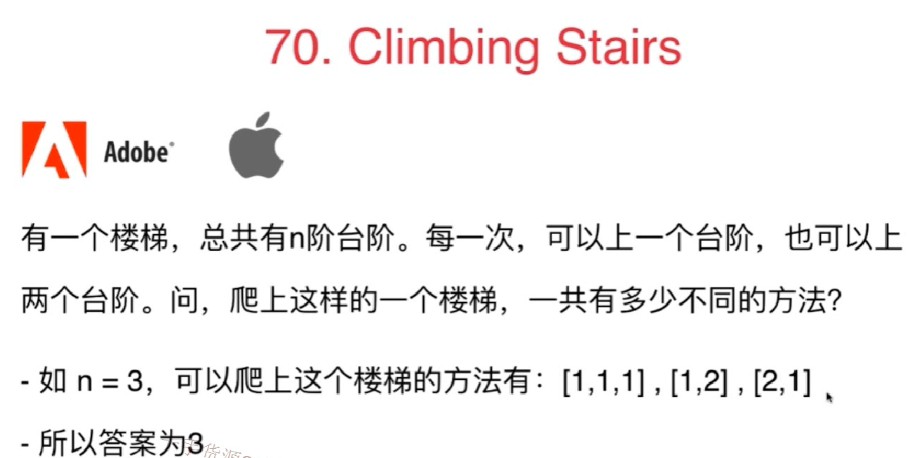 70. Climbing Stairs
Adobe
有一个楼梯，总共有n阶台阶。每一次，可以上一个台阶，也可以上
两个台阶。问，爬上这样的一个楼梯，一共有多少不同的方法？
- 如 n = 3，可以爬上这个楼梯的方法有：[1,1,1] , [1,2] , [2,1]
- 所以答案为3